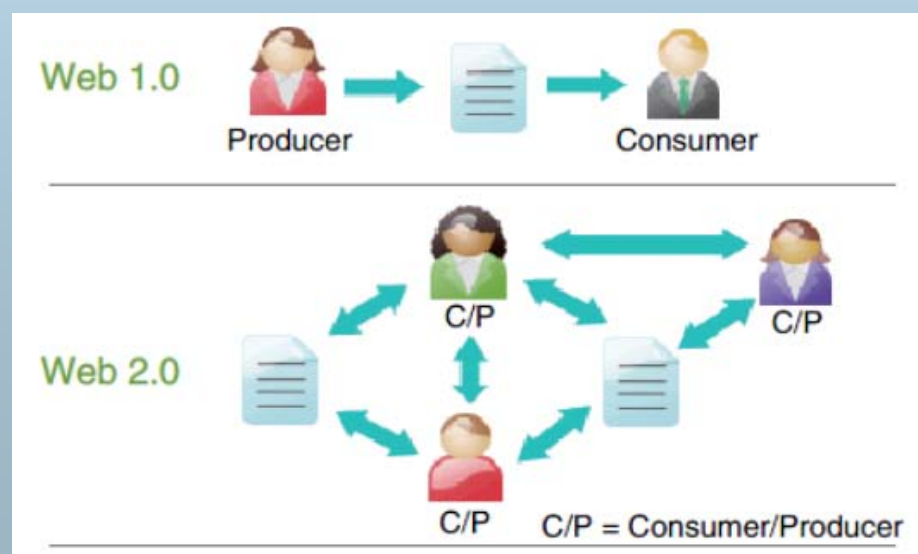 Web 1.0
Producer
Consumer
C/P
C/P
Web 2.0
C/P
C/P = Consumer/Producer